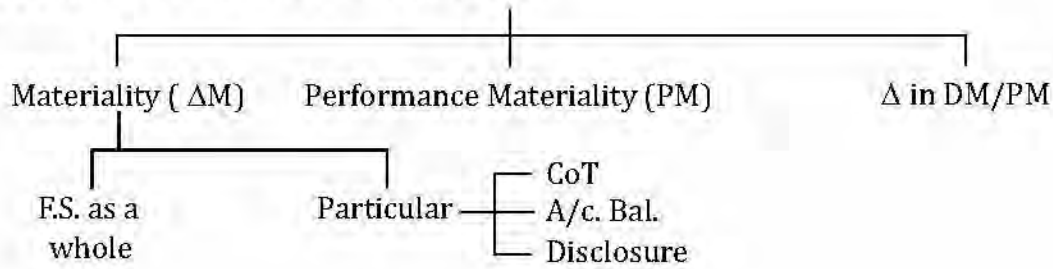 Materiality ( ΔM)
Performance Materiality (PM)
Δ in DM/PM
F.S. as a
whole
Particular
CoT
A/c. Bal.
Disclosure